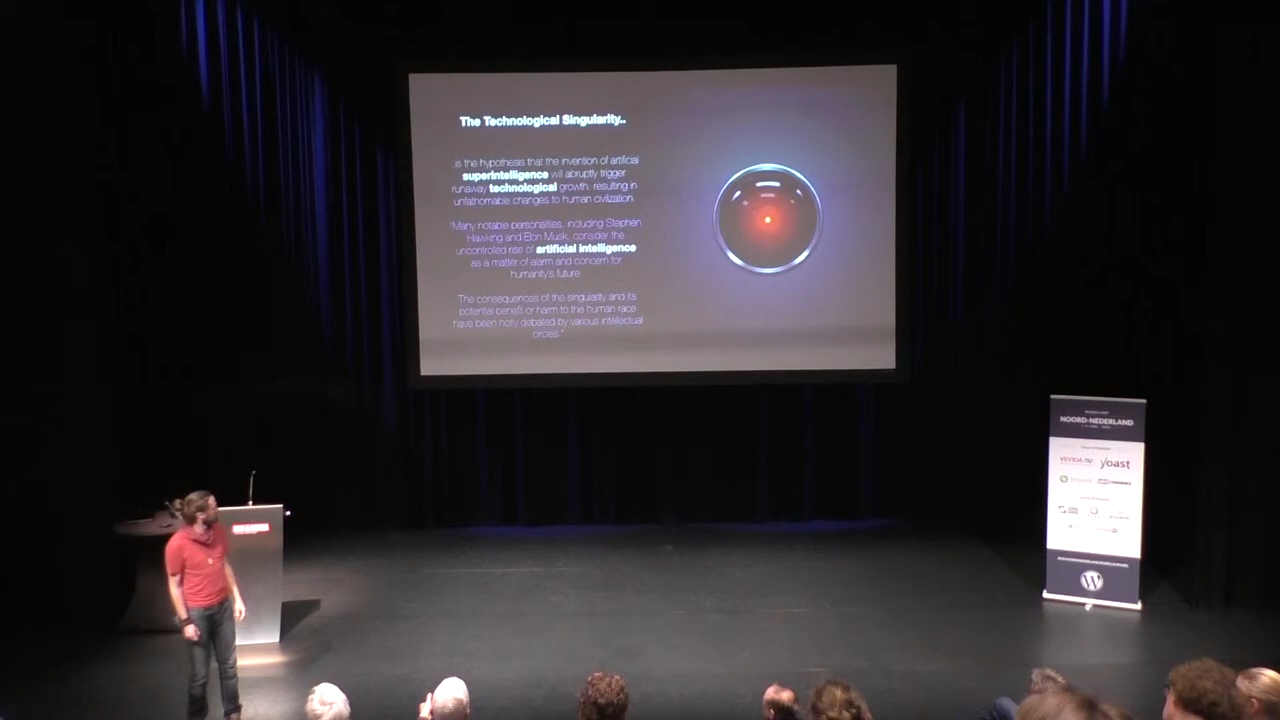 The Technological Singularity..
is the hypothesis that the invention of artificial
superintelligence will abruptly trigger
runaway technological growth, resulting in
unfathomable changes to human civilization
"Many notable personalities, including Stephen
Hawking and Elon Musk, consider the
uncontrolled rise of artificial intelligence
as a matter of alarm and concern for
humanity's future
The consequences of the singularity and its
potential benefit or harm to the human race
have been hotly debated by various intellectual
circles."
NOORD-NEDERLAND
VEVIDA
yoast
W